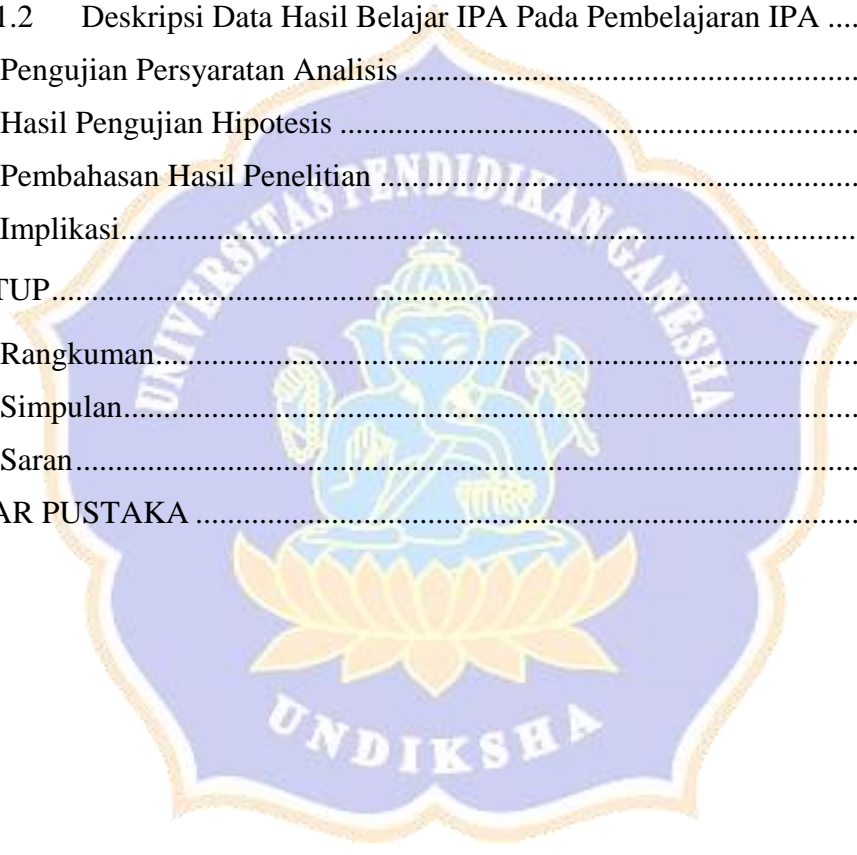 1.2 Deskripsi Data Hasil Belajar IPA Pada Pembelajaran IPA ....
Pengujian Persyaratan Analisis ................................................................
Hasil Pengujian Hipotesis ........................................................................
Pembahasan Hasil Penelitian ...................................................................
Implikasi....................................................................................................
TUP............................................................................................................
Rangkuman...............................................................................................
Simpulan...................................................................................................
Saran.........................................................................................................
AR PUSTAKA ..........................................................................................
UNIVERSITAS PENDIDIKAN GANESHA
UNDIKSHA